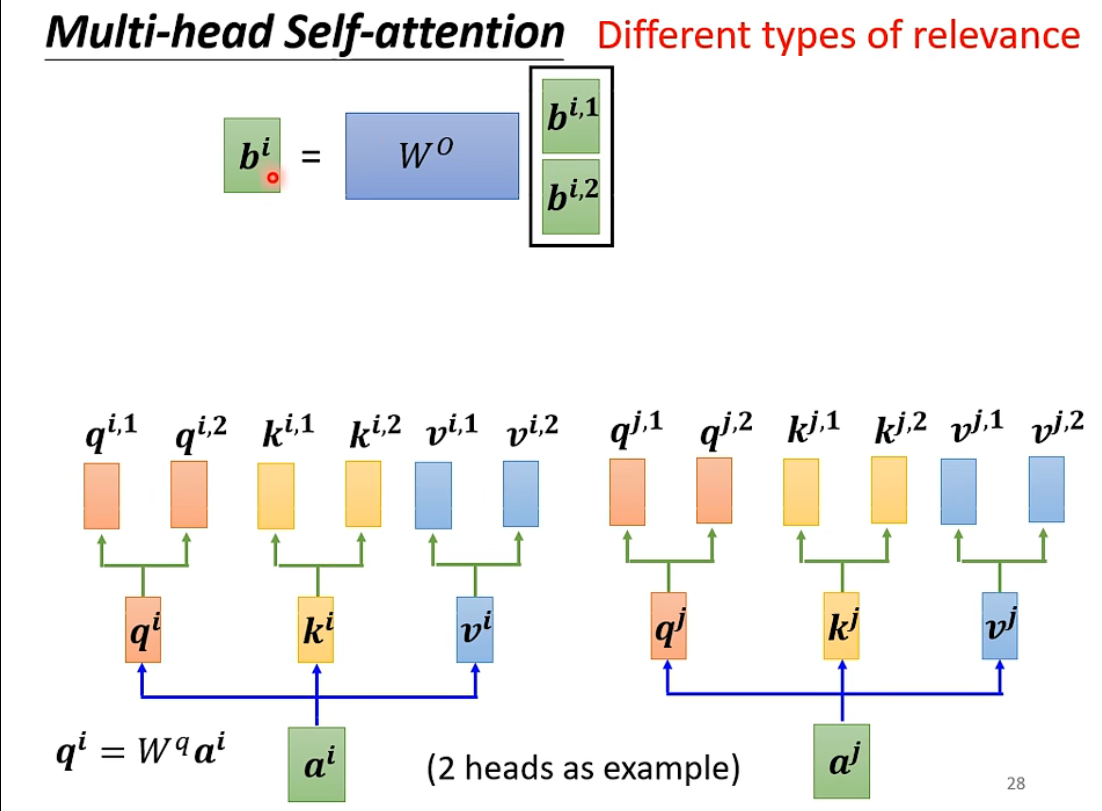 Multi-head Self-attention Different types of relevance
b^{i,1}
b^i = W^O
b^{i,2}
q^{i,1} q^{i,2} k^{i,1} k^{i,2} v^{i,1} v^{i,2} q^{j,1} q^{j,2} k^{j,1} k^{j,2} v^{j,1} v^{j,2}
q^i k^i v^i q^j k^j v^j
q^i = W^q a^i a^i (2 heads as example) a^j
28